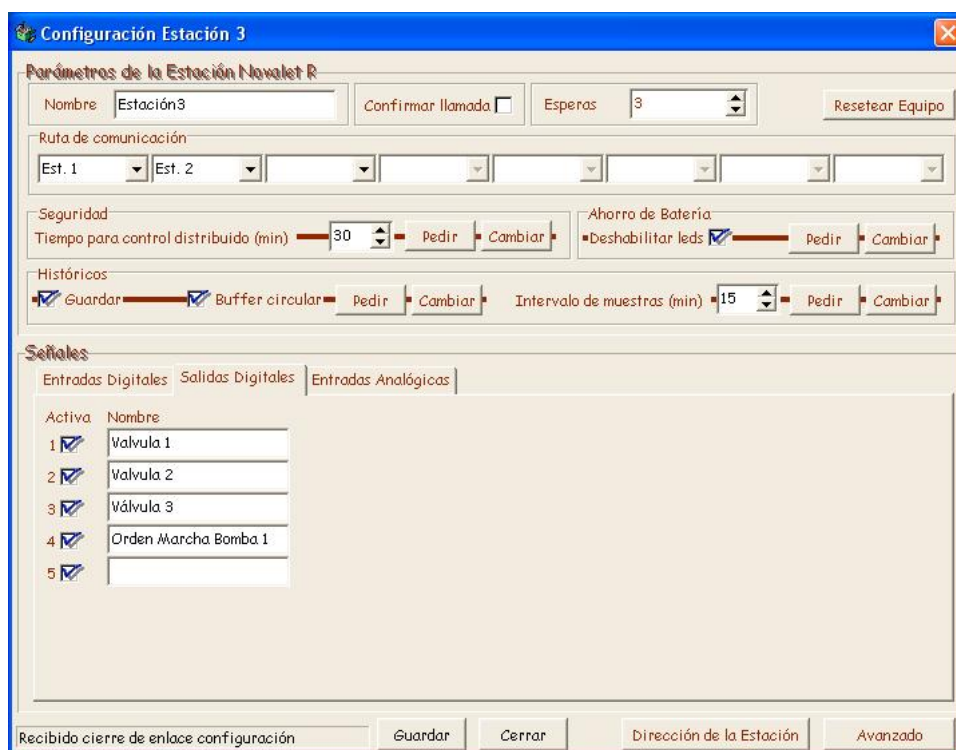 Configuración Estación 3
Parámetros de la Estación Novalet R
Nombre Estación3 Confirmar llamada Esperas 3 Resetear Equipo
Ruta de comunicación
Est. 1 Est. 2
Seguridad Ahorro de Batería
Tiempo para control distribuido (min) 30 Pedir Cambiar Deshabilitar leds Pedir Cambiar
Históricos
Guardar Buffer circular Pedir Cambiar Intervalo de muestras (min) 15 Pedir Cambiar
Señales
Entradas Digitales Salidas Digitales Entradas Analógicas
Activa Nombre
1 Valvula 1
2 Valvula 2
3 Válvula 3
4 Orden Marcha Bomba 1
5
Recibido cierre de enlace configuración Guardar Cerrar Dirección de la Estación Avanzado